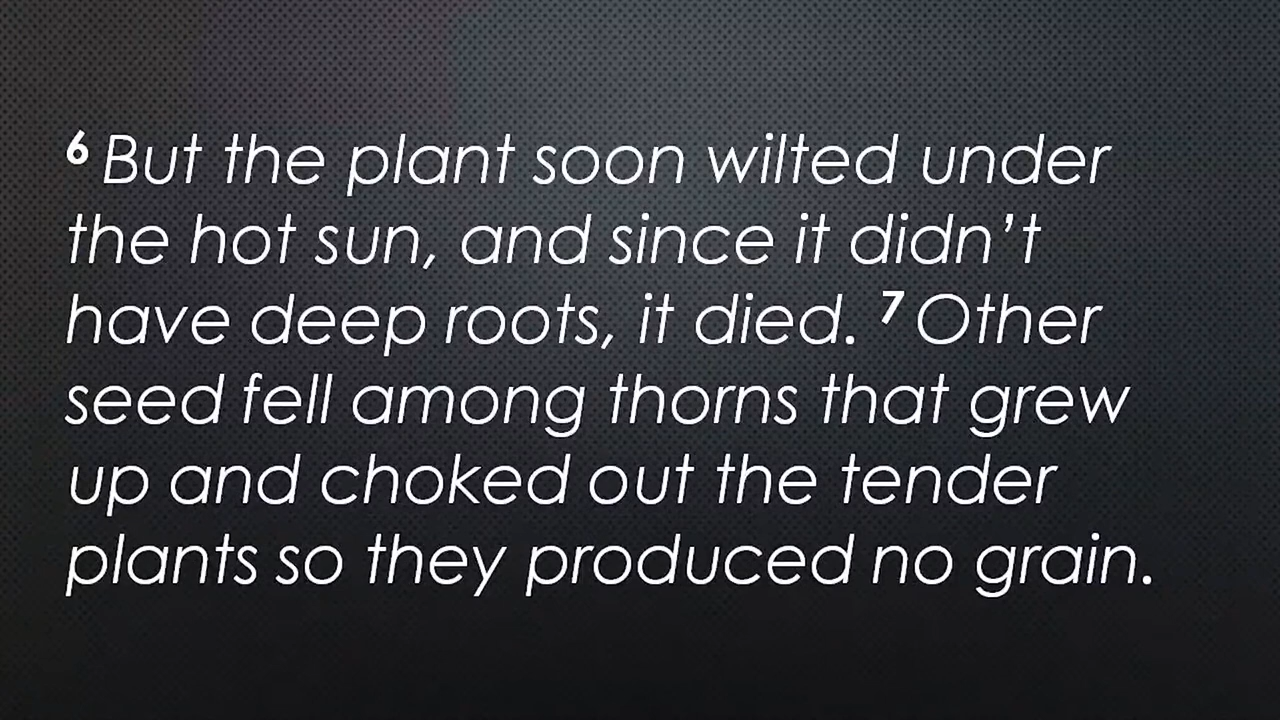 6 But the plant soon wilted under
the hot sun, and since it didn’t
have deep roots, it died. 7 Other
seed fell among thorns that grew
up and choked out the tender
plants so they produced no grain.